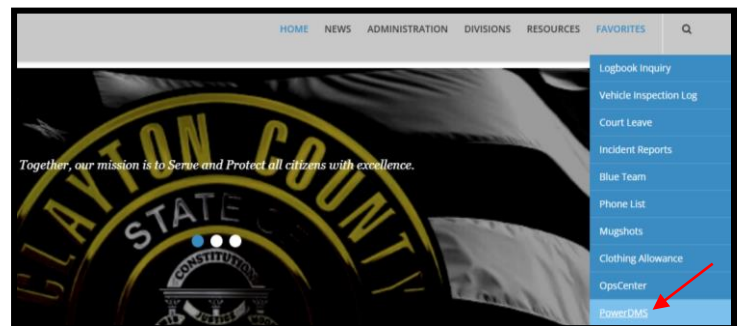 HOME NEWS ADMINISTRATION DIVISIONS RESOURCES FAVORITES
Logbook Inquiry
Vehicle Inspection Log
Court Leave
Incident Reports
Blue Team
Phone List
Mugshots
Clothing Allowance
OpsCenter
PowerDMS
Together, our mission is to Serve and Protect all citizens with excellence.
CLAYTON COUNTY
STATE OF
CONSTITUTION